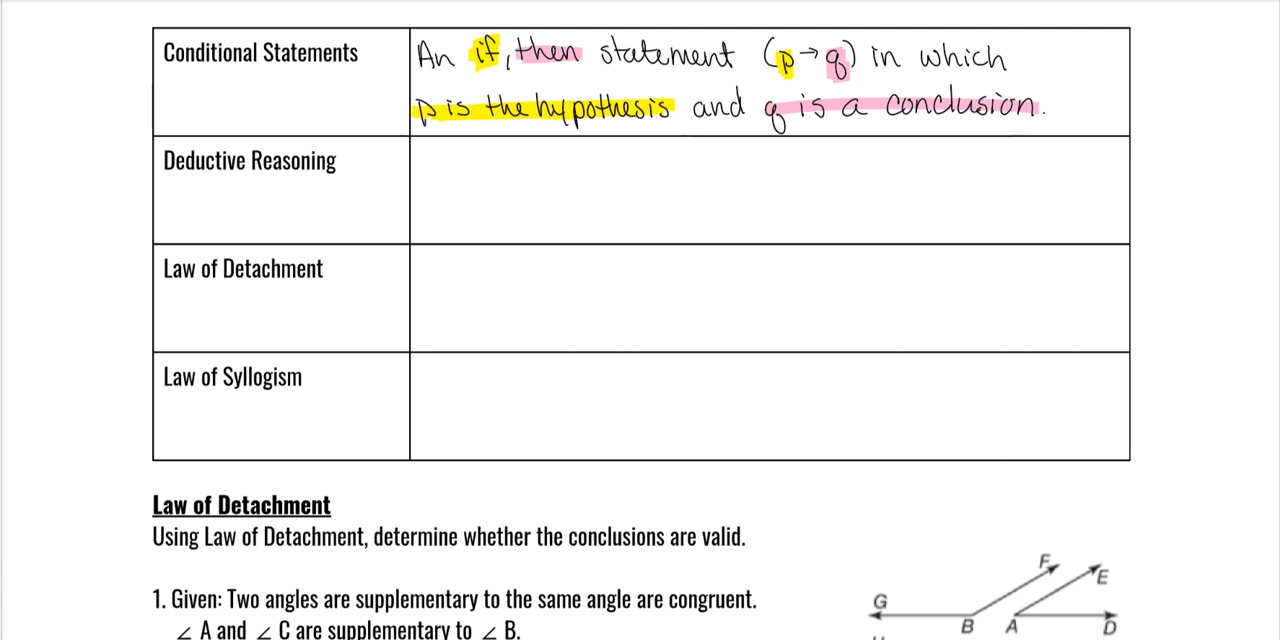 Conditional Statements
An if, then statement (p→q) in which
p is the hypothesis and q is a conclusion.
Deductive Reasoning
Law of Detachment
Law of Syllogism
Law of Detachment
Using Law of Detachment, determine whether the conclusions are valid.
1. Given: Two angles are supplementary to the same angle are congruent.
∠ A and ∠ C are supplementary to ∠ B.
F
E
G
B
A
D